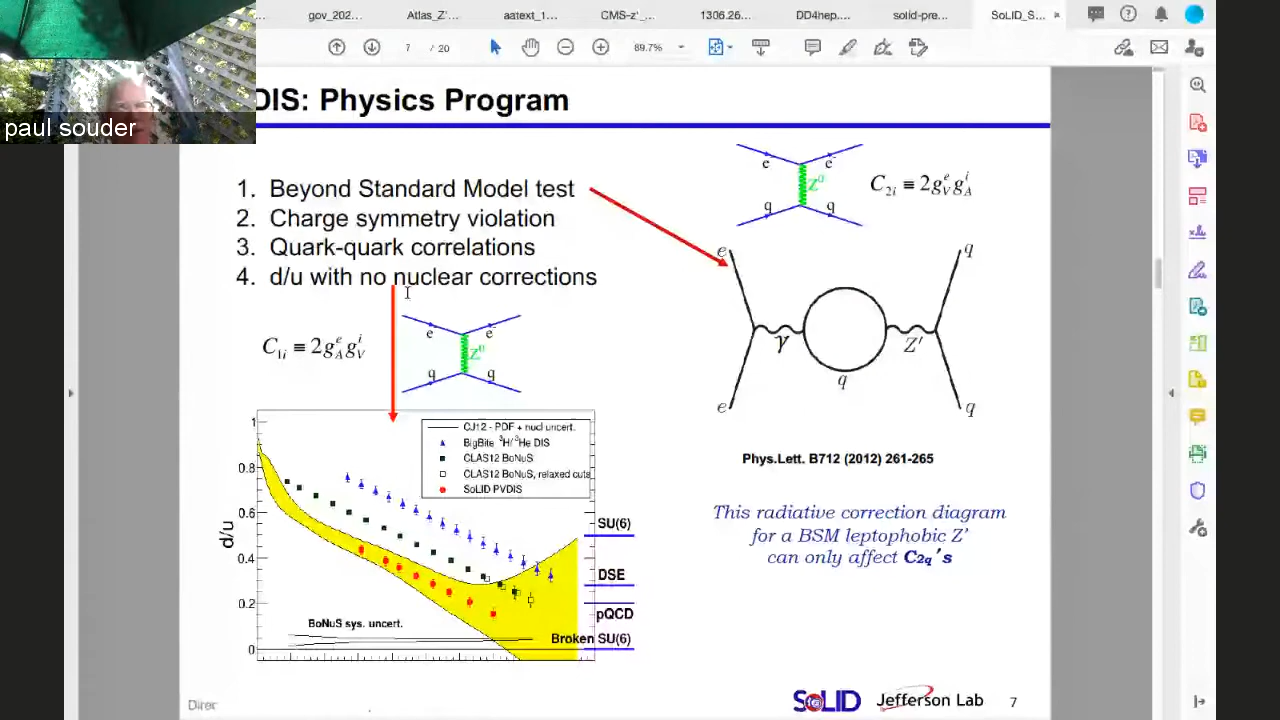 gov_202...
Atlas_Z'...
aatext_1...
CMS-z'_...
1306.26...
DD4hep....
solid-pre...
SoLID_S...
7 / 20
89.7%
paul souder
DIS: Physics Program
1. Beyond Standard Model test
2. Charge symmetry violation
3. Quark-quark correlations
4. d/u with no nuclear corrections
e⁻ e⁻
Z⁰
q q
C₂ᵢ ≡ 2gᵉV gⁱA
C₁ᵢ ≡ 2gᵉA gⁱV
e⁻ e⁻
Z⁰
q q
e q
γ Z'
q
e q
Phys.Lett. B712 (2012) 261-265
This radiative correction diagram
for a BSM leptophobic Z'
can only affect C2q's
CJ12 - PDF + nucl uncert.
BigBite ³H/³He DIS
CLAS12 BoNuS
CLAS12 BoNuS, relaxed cuts
SoLID PVDIS
1
0.8
0.6
0.4
0.2
0
d/u
SU(6)
DSE
pQCD
Broken SU(6)
BoNuS sys. uncert.
Direr
SoLID
Jefferson Lab
7